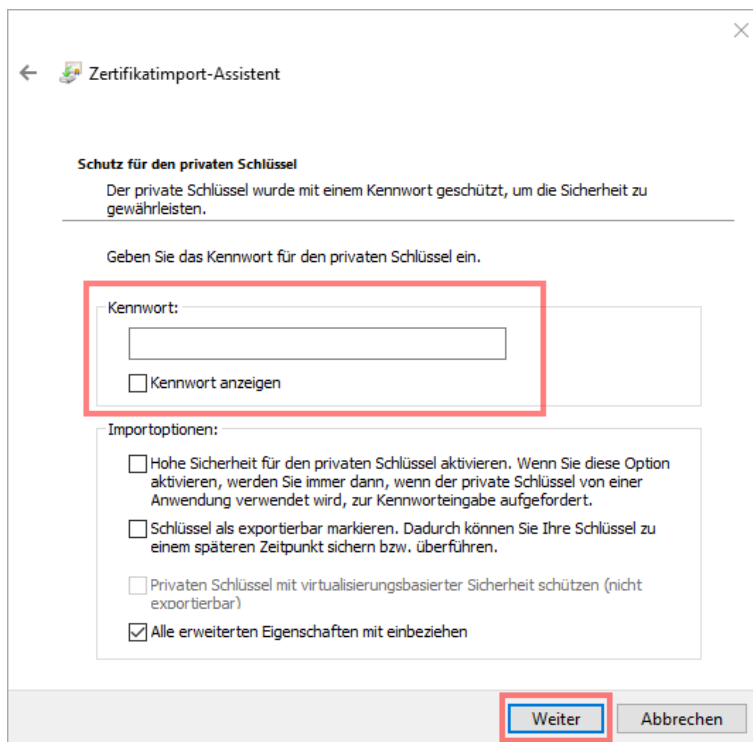 Zertifikatimport-Assistent
Schutz für den privaten Schlüssel
Der private Schlüssel wurde mit einem Kennwort geschützt, um die Sicherheit zu
gewährleisten.
Geben Sie das Kennwort für den privaten Schlüssel ein.
Kennwort:
Kennwort anzeigen
Importoptionen:
Hohe Sicherheit für den privaten Schlüssel aktivieren. Wenn Sie diese Option
aktivieren, werden Sie immer dann, wenn der private Schlüssel von einer
Anwendung verwendet wird, zur Kennworteingabe aufgefordert.
Schlüssel als exportierbar markieren. Dadurch können Sie Ihre Schlüssel zu
einem späteren Zeitpunkt sichern bzw. überführen.
Privaten Schlüssel mit virtualisierungsbasierter Sicherheit schützen (nicht
exportierbar)
Alle erweiterten Eigenschaften mit einbeziehen
Weiter
Abbrechen